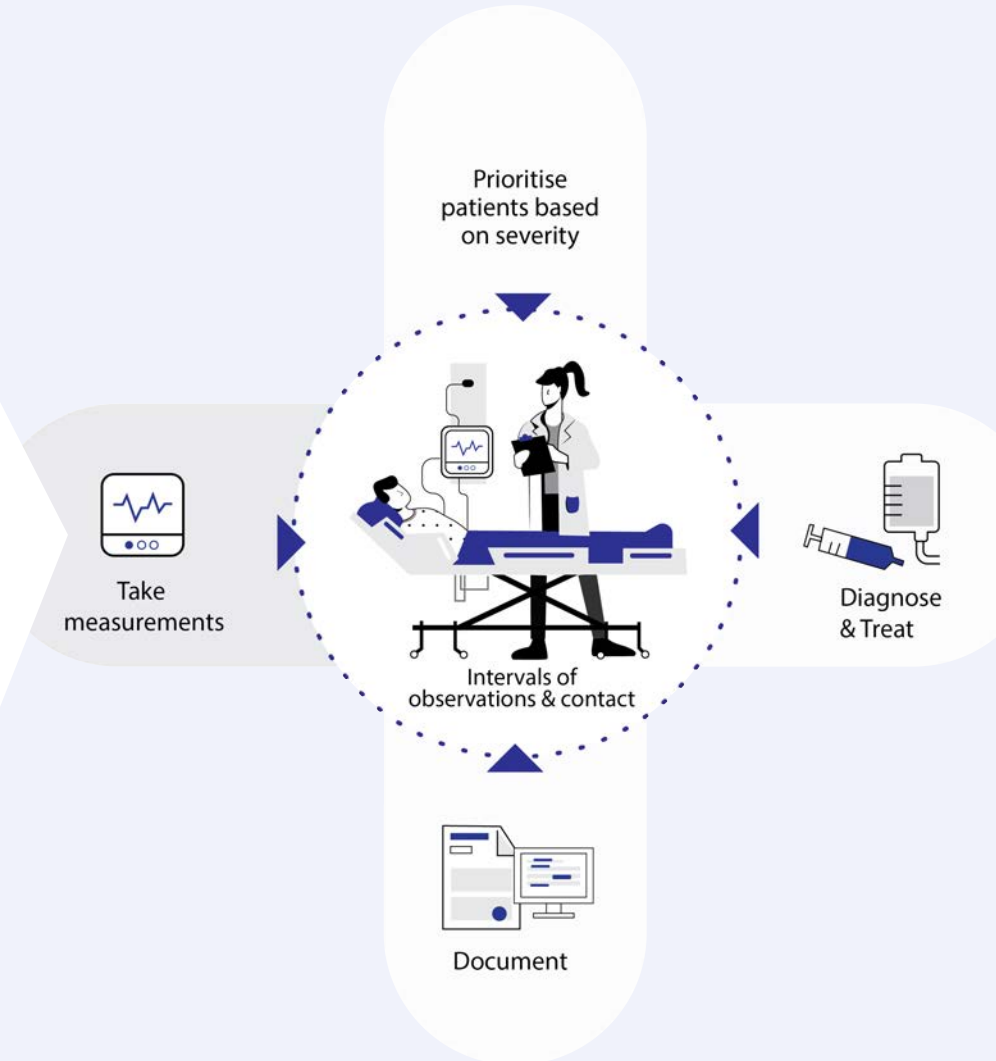 Prioritise
patients based
on severity
Take
measurements
Intervals of
observations & contact
Diagnose
& Treat
Document